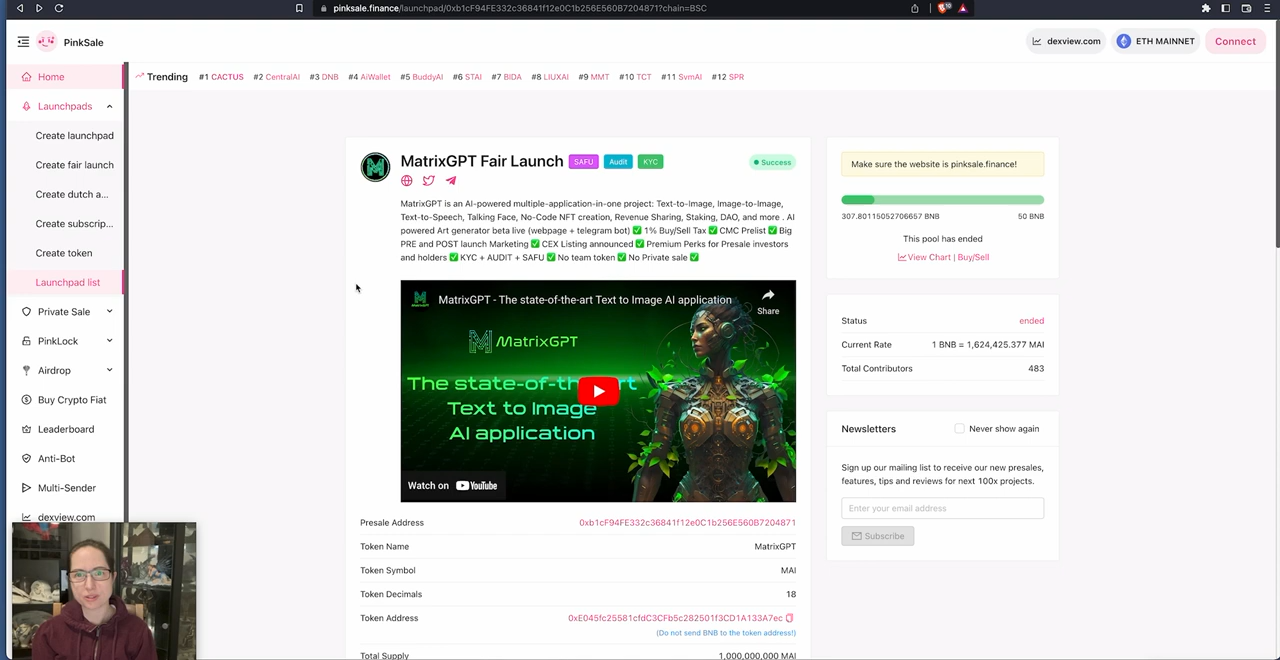 pinksale.finance/launchpad/0xb1cF94FE332c36841f12e0C1b256E560B7204871?chain=BSC
PinkSale
dexview.com
ETH MAINNET
Connect
Home
Launchpads
Create launchpad
Create fair launch
Create dutch a...
Create subscrip...
Create token
Launchpad list
Private Sale
PinkLock
Airdrop
Buy Crypto Fiat
Leaderboard
Anti-Bot
Multi-Sender
dexview.com
Trending #1 CACTUS #2 CentralAI #3 DNB #4 AiWallet #5 BuddyAI #6 STAI #7 BIDA #8 LIUXAI #9 MMT #10 TCT #11 SvmAI #12 SPR
MatrixGPT Fair Launch SAFU Audit KYC Success
MatrixGPT is an AI-powered multiple-application-in-one project: Text-to-Image, Image-to-Image,
Text-to-Speech, Talking Face, No-Code NFT creation, Revenue Sharing, Staking, DAO, and more . AI
powered Art generator beta live (webpage + telegram bot) ✅ 1% Buy/Sell Tax ✅ CMC Prelist ✅ Big
PRE and POST launch Marketing ✅ CEX Listing announced ✅ Premium Perks for Presale investors
and holders ✅ KYC + AUDIT + SAFU ✅ No team token ✅ No Private sale ✅
MatrixGPT - The state-of-the-art Text to Image AI application
Share
MatrixGPT
The state-of-th rt
Text to Image
AI application
Watch on YouTube
Presale Address 0xb1cF94FE332c36841f12e0C1b256E560B7204871
Token Name MatrixGPT
Token Symbol MAI
Token Decimals 18
Token Address 0xE045fc25581cfdC3CFb5c282501f3CD1A133A7ec
(Do not send BNB to the token address!)
Total Supply 1,000,000,000 MAI
Make sure the website is pinksale.finance!
307.80115052706657 BNB 50 BNB
This pool has ended
View Chart | Buy/Sell
Status ended
Current Rate 1 BNB = 1,624,425.377 MAI
Total Contributors 483
Newsletters Never show again
Sign up our mailing list to receive our new presales,
features, tips and reviews for next 100x projects.
Enter your email address
Subscribe